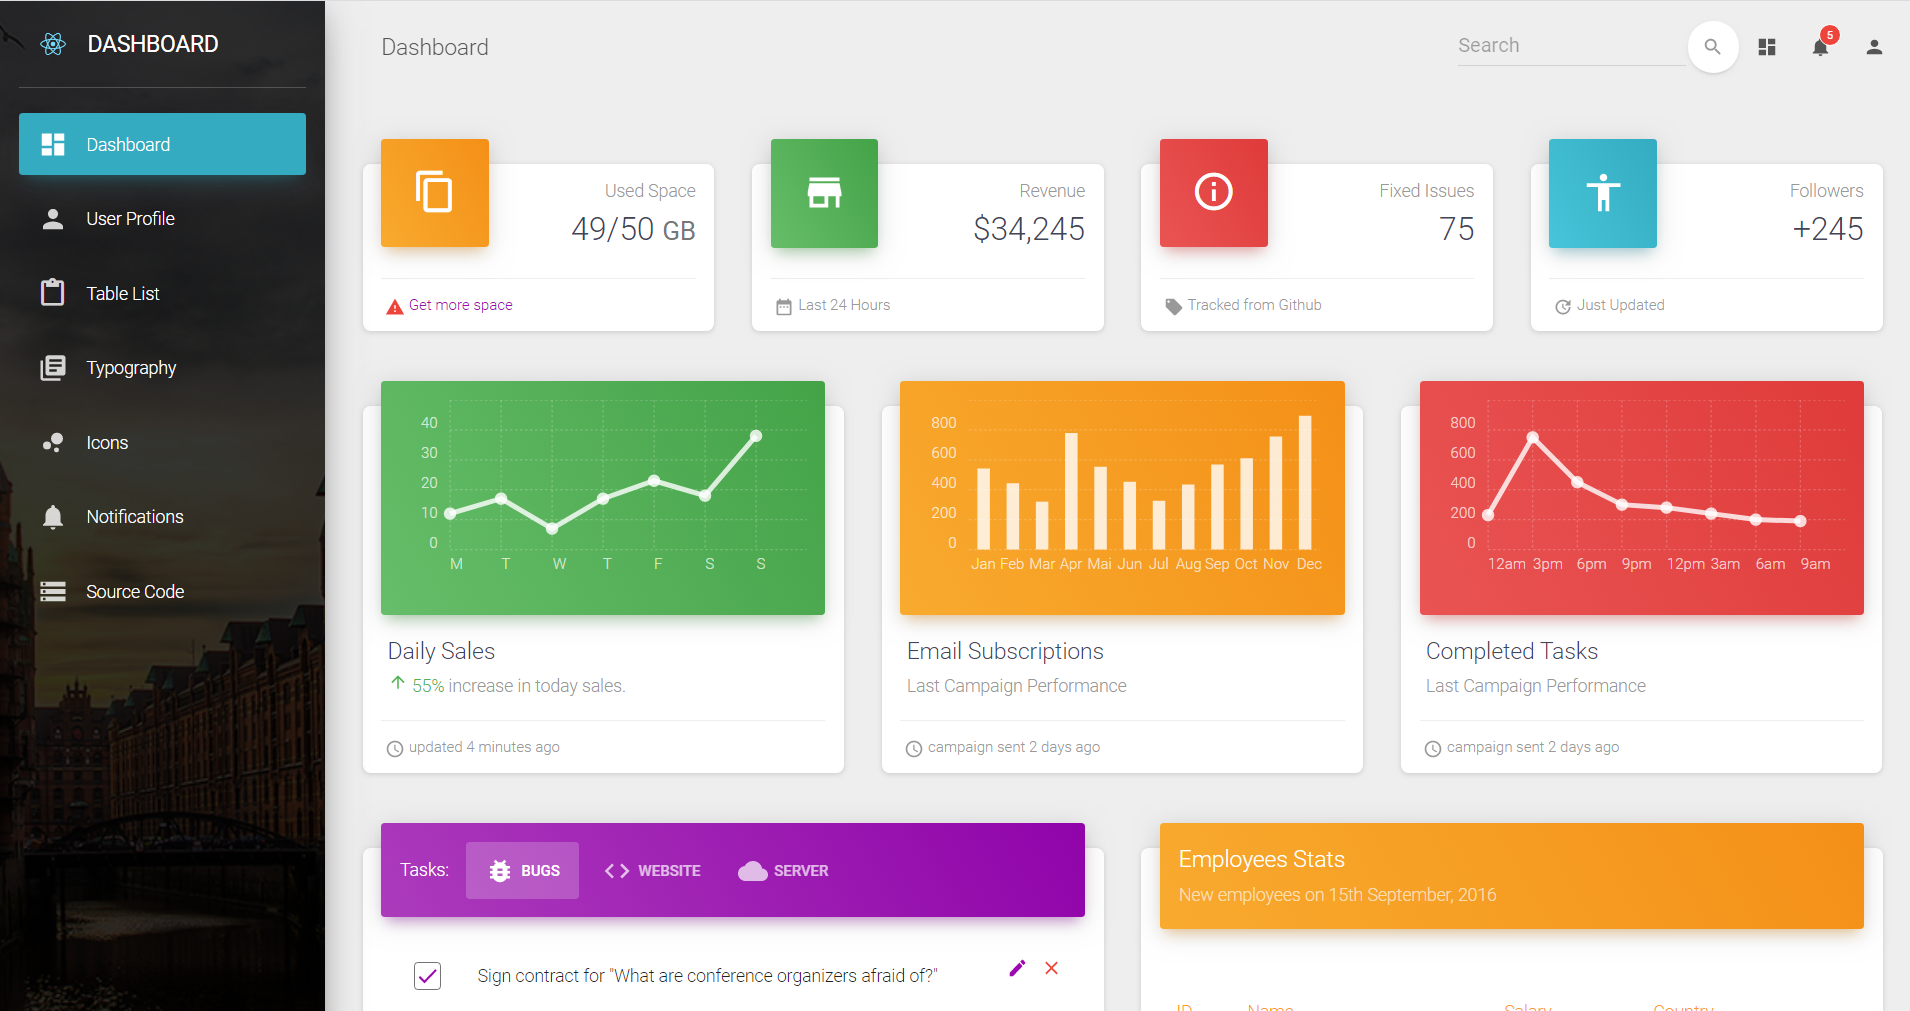 DASHBOARD
Dashboard
User Profile
Table List
Typography
Icons
Notifications
Source Code
Dashboard
Search
5
Used Space
49/50 GB
Get more space
Revenue
$34,245
Last 24 Hours
Fixed Issues
75
Tracked from Github
Followers
+245
Just Updated
40
30
20
10
0
M T W T F S S
Daily Sales
55% increase in today sales.
updated 4 minutes ago
800
600
400
200
0
Jan Feb Mar Apr Mai Jun Jul Aug Sep Oct Nov Dec
Email Subscriptions
Last Campaign Performance
campaign sent 2 days ago
800
600
400
200
0
12am 3pm 6pm 9pm 12pm 3am 6am 9am
Completed Tasks
Last Campaign Performance
campaign sent 2 days ago
Tasks: BUGS WEBSITE SERVER
Sign contract for "What are conference organizers afraid of?"
Employees Stats
New employees on 15th September, 2016
ID Name Salary Country